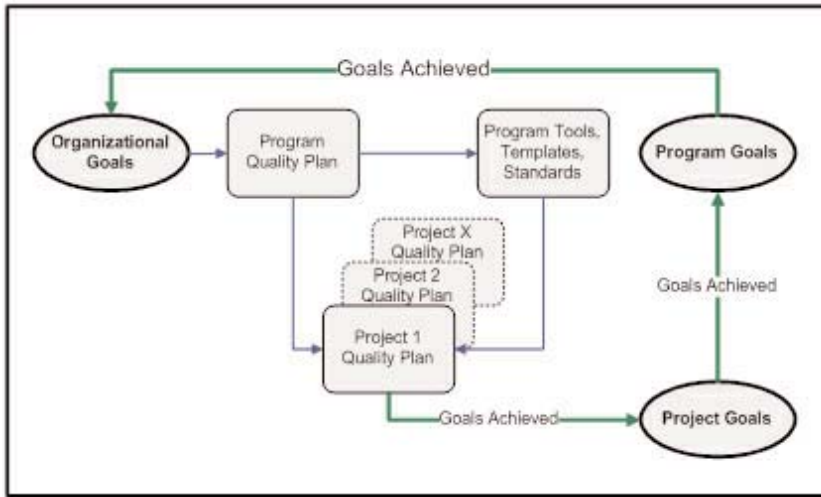 Goals Achieved
Organizational
Goals
Program
Quality Plan
Program Tools,
Templates,
Standards
Program Goals
Project X
Quality Plan
Project 2
Quality Plan
Project 1
Quality Plan
Goals Achieved
Goals Achieved
Project Goals